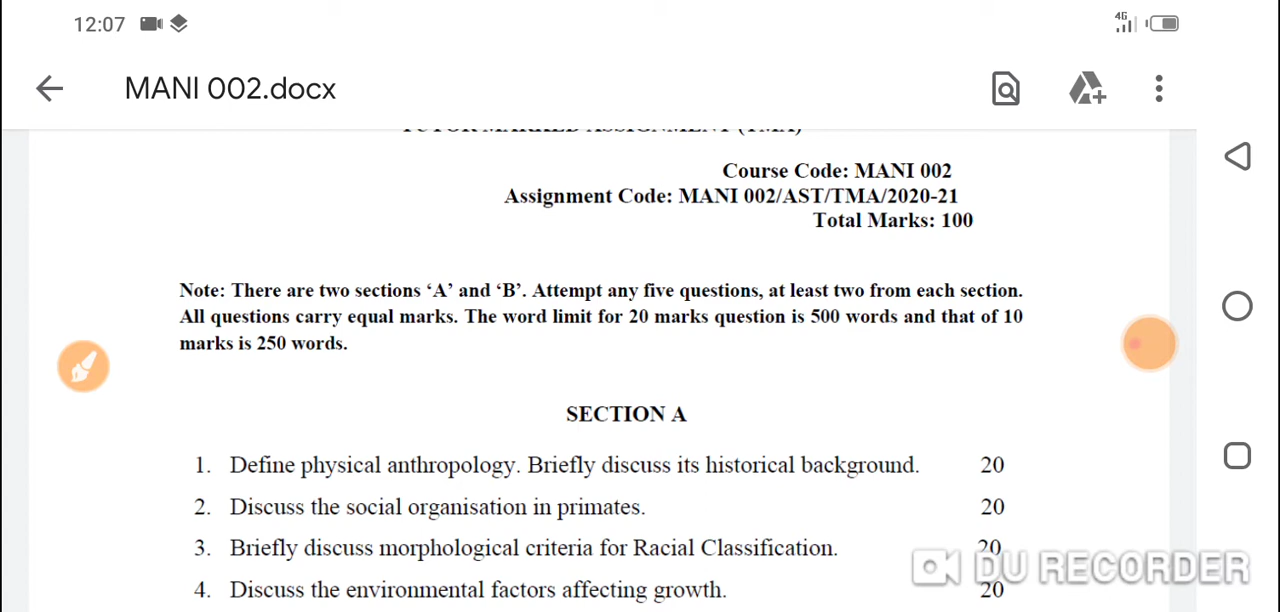 12:07
4G
MANI 002.docx
TUTOR MARKED ASSIGNMENT (TMA)
Course Code: MANI 002
Assignment Code: MANI 002/AST/TMA/2020-21
Total Marks: 100
Note: There are two sections ‘A’ and ‘B’. Attempt any five questions, at least two from each section.
All questions carry equal marks. The word limit for 20 marks question is 500 words and that of 10
marks is 250 words.
SECTION A
1. Define physical anthropology. Briefly discuss its historical background. 20
2. Discuss the social organisation in primates. 20
3. Briefly discuss morphological criteria for Racial Classification. 20
DU RECORDER
4. Discuss the environmental factors affecting growth. 20